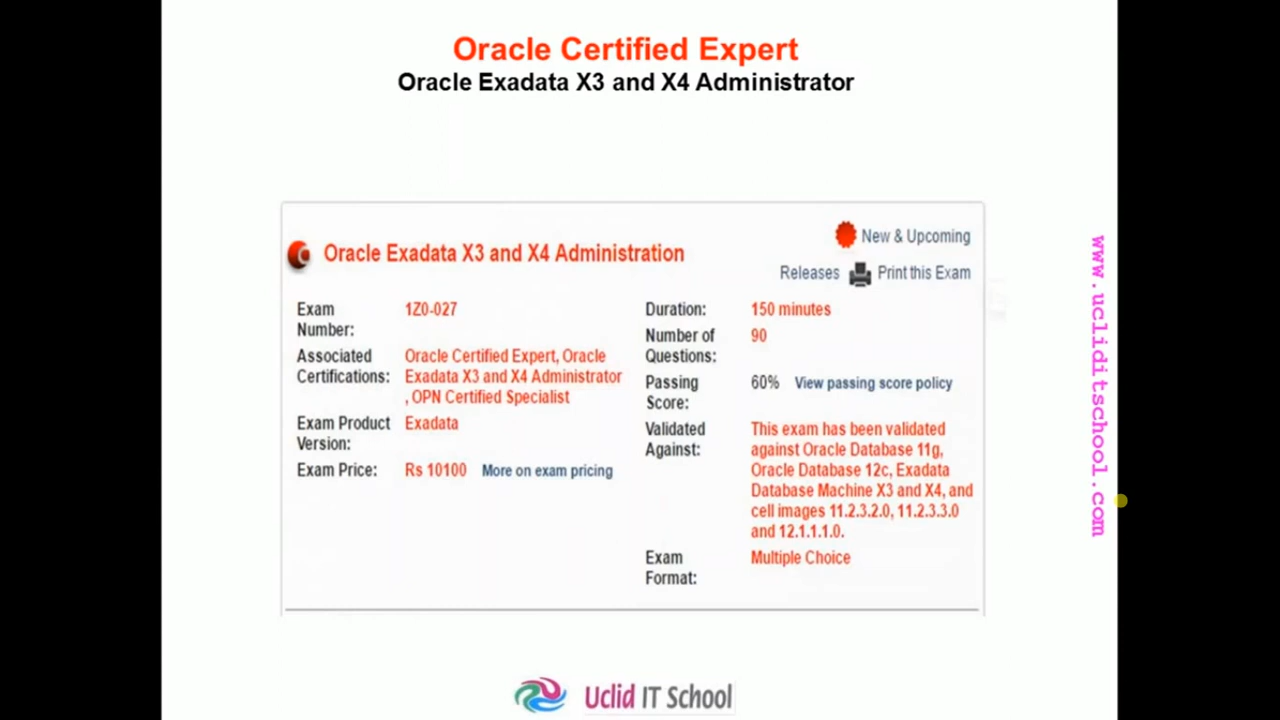 Oracle Certified Expert
Oracle Exadata X3 and X4 Administrator
Oracle Exadata X3 and X4 Administration
New & Upcoming
Releases
Print this Exam
Exam
Number:
1Z0-027
Associated
Certifications:
Oracle Certified Expert, Oracle
Exadata X3 and X4 Administrator
, OPN Certified Specialist
Exam Product
Version:
Exadata
Exam Price:
Rs 10100 More on exam pricing
Duration:
150 minutes
Number of
Questions:
90
Passing
Score:
60% View passing score policy
Validated
Against:
This exam has been validated
against Oracle Database 11g,
Oracle Database 12c, Exadata
Database Machine X3 and X4, and
cell images 11.2.3.2.0, 11.2.3.3.0
and 12.1.1.1.0.
Exam
Format:
Multiple Choice
www.ucliditschool.com
Uclid IT School